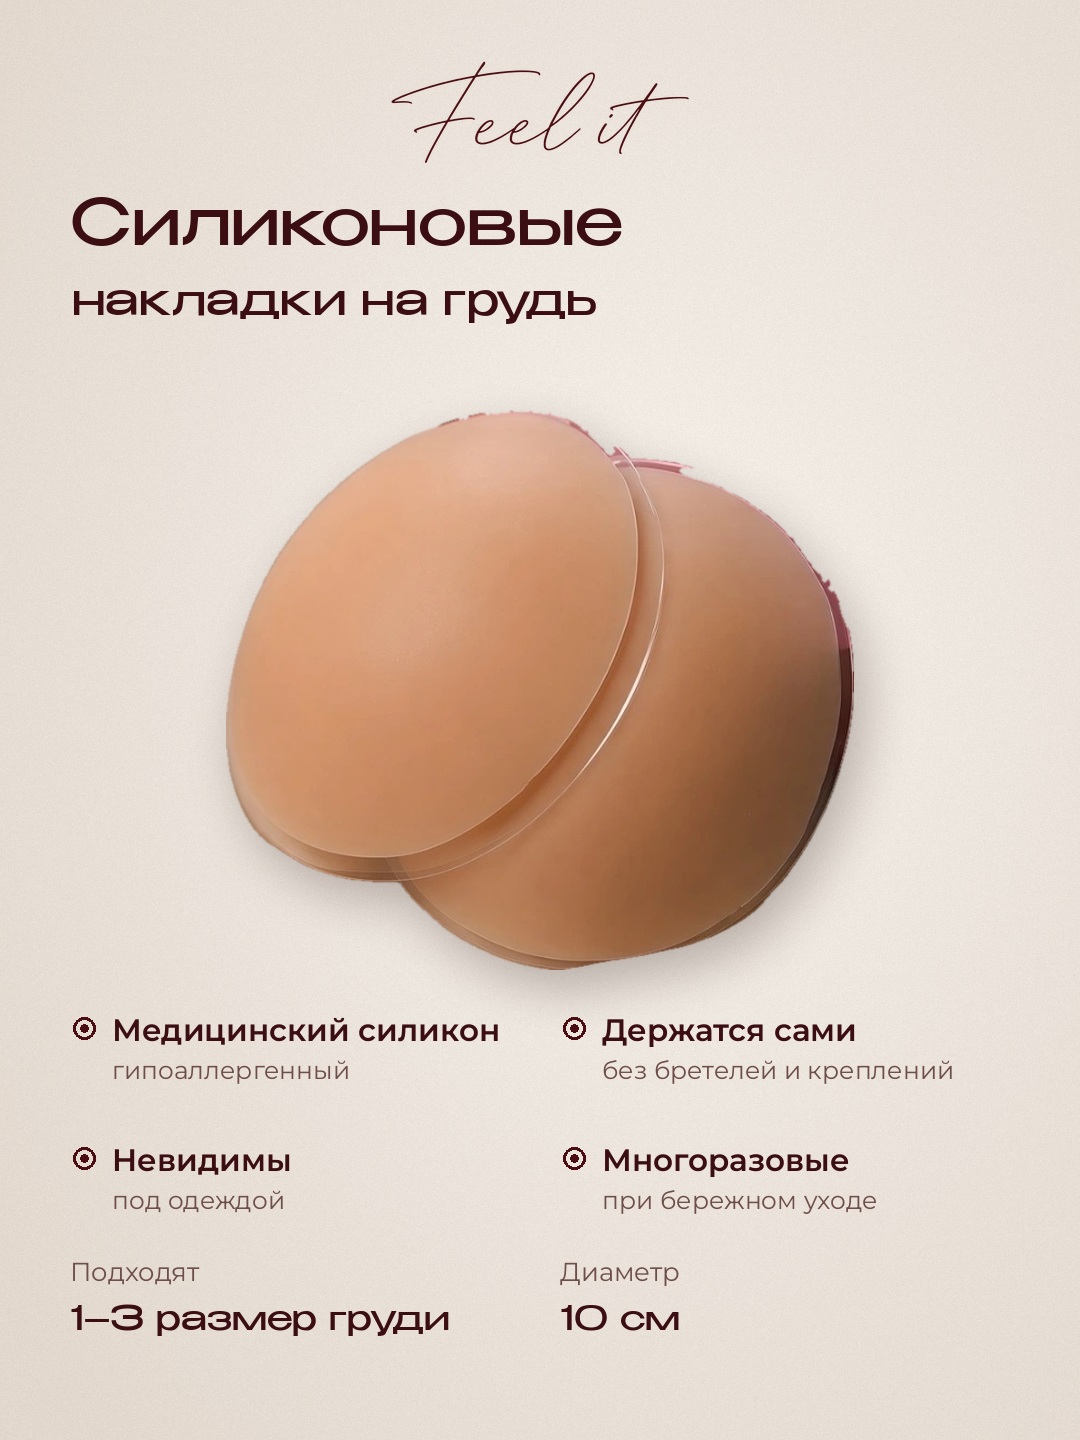 Feel it
Силиконовые
накладки на грудь
Медицинский силикон
гипоаллергенный
Держатся сами
без бретелей и креплений
Невидимы
под одеждой
Многоразовые
при бережном уходе
Подходят
1–3 размер груди
Диаметр
10 см